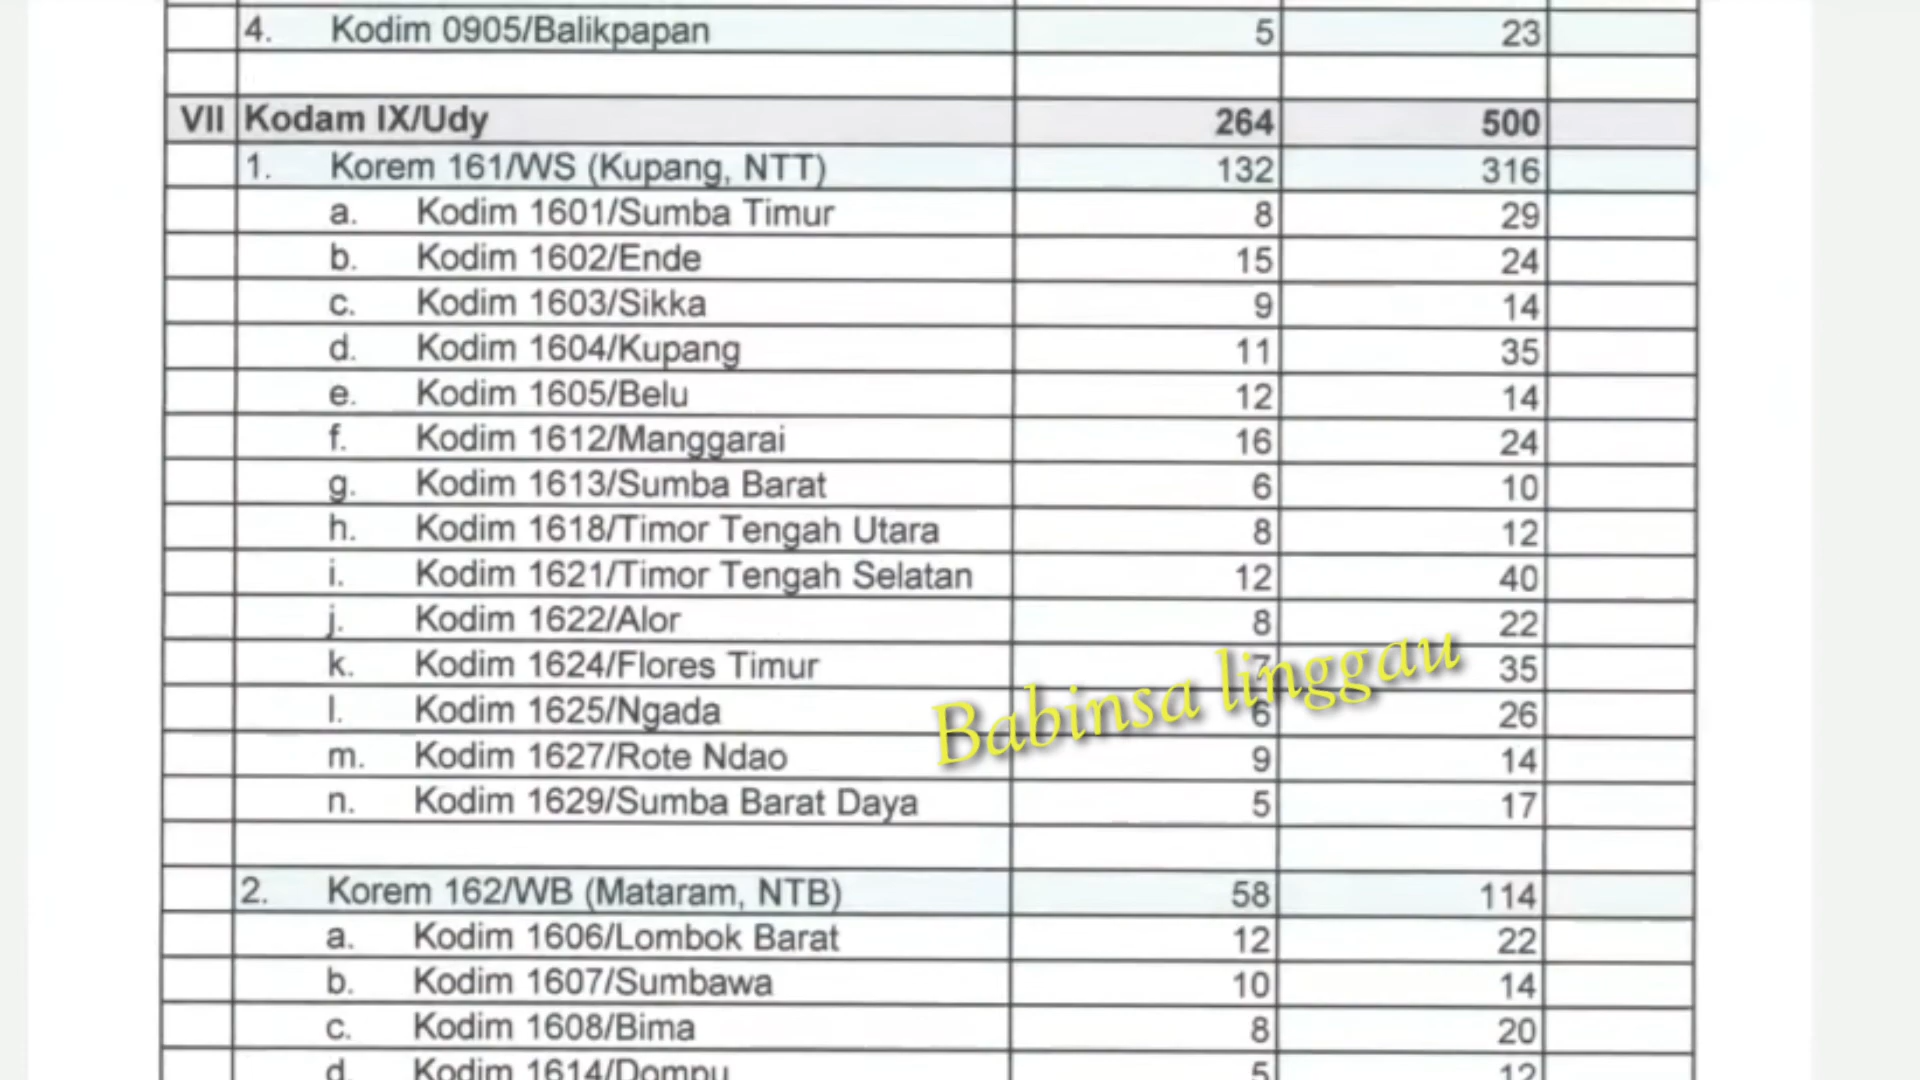 4. Kodim 0905/Balikpapan 5 23
VII Kodam IX/Udy 264 500
1. Korem 161/WS (Kupang, NTT) 132 316
a. Kodim 1601/Sumba Timur 8 29
b. Kodim 1602/Ende 15 24
c. Kodim 1603/Sikka 9 14
d. Kodim 1604/Kupang 11 35
e. Kodim 1605/Belu 12 14
f. Kodim 1612/Manggarai 16 24
g. Kodim 1613/Sumba Barat 6 10
h. Kodim 1618/Timor Tengah Utara 8 12
i. Kodim 1621/Timor Tengah Selatan 12 40
j. Kodim 1622/Alor 8 22
k. Kodim 1624/Flores Timur 7 35
l. Kodim 1625/Ngada 6 26
Babinsa linggau
m. Kodim 1627/Rote Ndao 9 14
n. Kodim 1629/Sumba Barat Daya 5 17
2. Korem 162/WB (Mataram, NTB) 58 114
a. Kodim 1606/Lombok Barat 12 22
b. Kodim 1607/Sumbawa 10 14
c. Kodim 1608/Bima 8 20
d. Kodim 1614/Dompu 5 12